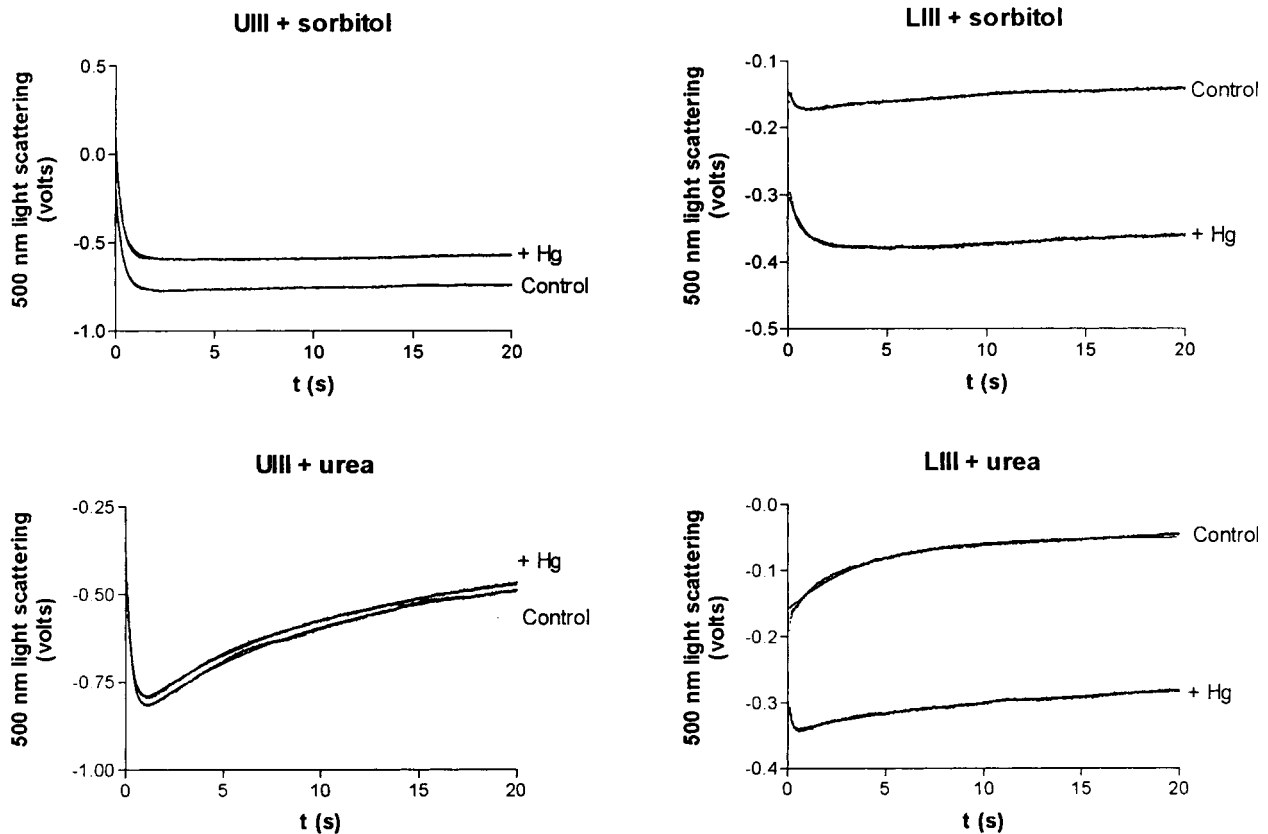 UIII + sorbitol
500 nm light scattering
(volts)
0.5
0.0
-0.5
-1.0
0
5
10
15
20
t (s)
+ Hg
Control
LIII + sorbitol
500 nm light scattering
(volts)
-0.1
-0.2
-0.3
-0.4
-0.5
0
5
10
15
20
t (s)
Control
+ Hg
UIII + urea
500 nm light scattering
(volts)
-0.25
-0.50
-0.75
-1.00
0
5
10
15
20
t (s)
+ Hg
Control
LIII + urea
500 nm light scattering
(volts)
-0.0
-0.1
-0.2
-0.3
-0.4
0
5
10
15
20
t (s)
Control
+ Hg